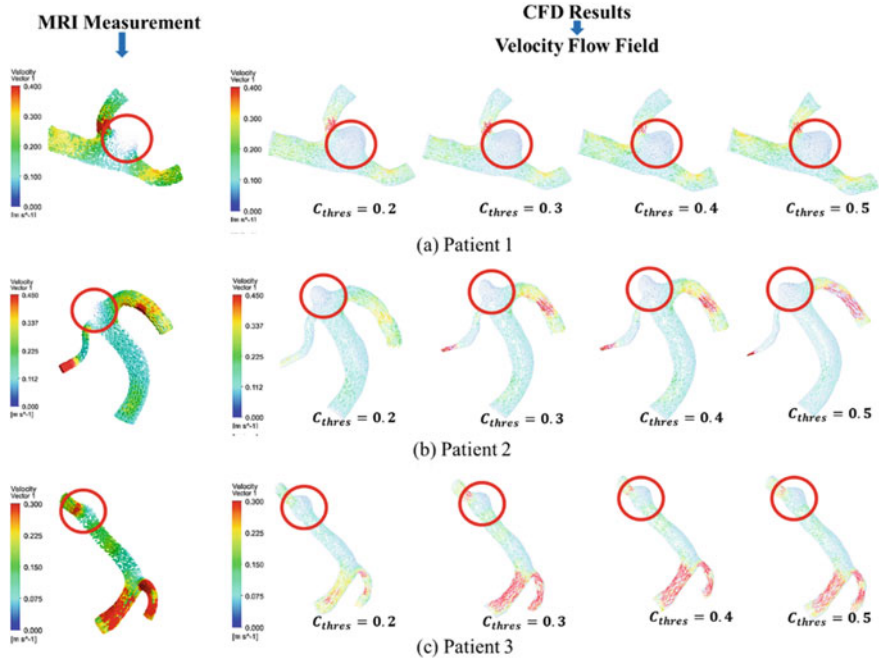 MRI Measurement
CFD Results
Velocity Flow Field
Velocity
Vector 1
0.400
0.300
0.200
0.100
0.000
[m s^-1]
Velocity
Vector 1
0.400
0.300
0.200
0.100
0.000
[m s^-1]
C_thres = 0.2
C_thres = 0.3
C_thres = 0.4
C_thres = 0.5
(a) Patient 1
Velocity
Vector 1
0.450
0.337
0.225
0.112
0.000
[m s^-1]
Velocity
Vector 1
0.450
0.337
0.225
0.112
0.000
[m s^-1]
C_thres = 0.2
C_thres = 0.3
C_thres = 0.4
C_thres = 0.5
(b) Patient 2
Velocity
Vector 1
0.300
0.225
0.150
0.075
0.000
[m s^-1]
Velocity
Vector 1
0.300
0.225
0.150
0.075
0.000
[m s^-1]
C_thres = 0.2
C_thres = 0.3
C_thres = 0.4
C_thres = 0.5
(c) Patient 3